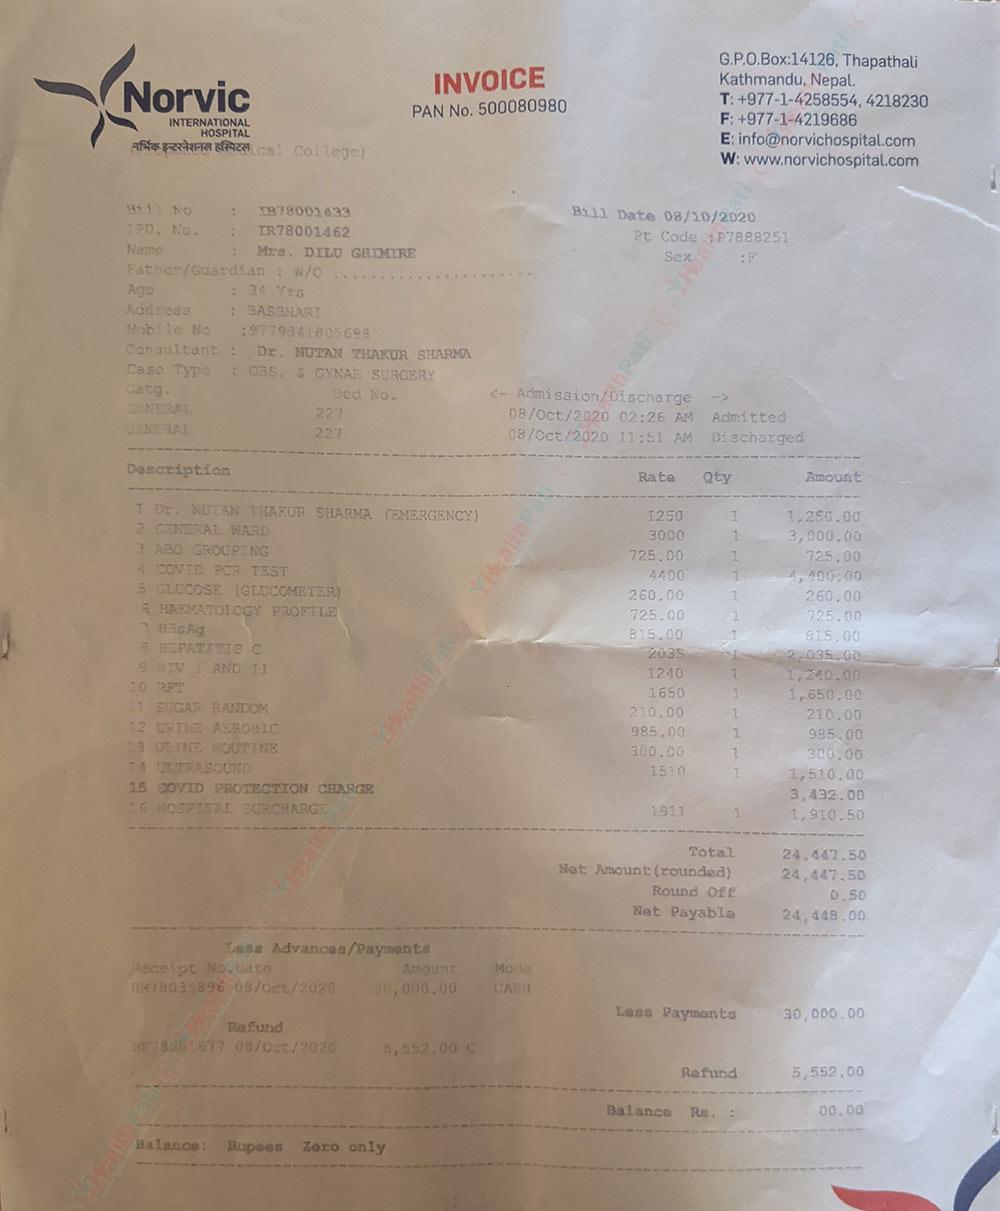 Norvic
INTERNATIONAL
HOSPITAL
नर्भिक इन्टरनेशनल हस्पिटल
Medical College)
INVOICE
PAN No. 500080980
G.P.O.Box:14126, Thapathali
Kathmandu, Nepal.
T: +977-1-4258554, 4218230
F: +977-1-4219686
E: info@norvichospital.com
W: www.norvichospital.com
Bill No : IB78001433 Bill Date 08/10/2020
IPD. No. : IR78001462 Pt Code :P7888251
Name : Mrs. DILU GHIMIRE Sex :F
Father/Guardian : W/O .......................
Age : 34 Yrs
Address : BASBHARI
Mobile No :9779841805698
Consultant : Dr. NUTAN THAKUR SHARMA
Case Type : OBS. & GYNAE SURGERY
Catg. Bed No. <- Admission/Discharge ->
GENERAL 227 08/Oct/2020 02:26 AM Admitted
GENERAL 227 08/Oct/2020 11:51 AM Discharged
Description Rate Qty Amount
1 Dr. NUTAN THAKUR SHARMA (EMERGENCY) 1250 1 1,250.00
2 GENERAL WARD 3000 1 3,000.00
3 ABO GROUPING 725.00 1 725.00
4 COVID PCR TEST 4400 1 4,400.00
5 GLUCOSE (GLUCOMETER) 260.00 1 260.00
6 HAEMATOLOGY PROFILE 725.00 1 725.00
7 HBsAg 815.00 1 815.00
8 HEPATITIS C 2035 1 2,035.00
9 HIV I AND II 1240 1 1,240.00
10 RFT 1650 1 1,650.00
11 SUGAR RANDOM 210.00 1 210.00
12 URINE AEROBIC 985.00 1 985.00
13 URINE ROUTINE 300.00 1 300.00
14 ULTRASOUND 1510 1 1,510.00
15 COVID PROTECTION CHARGE 3,432.00
16 HOSPITAL SURCHARGE 1911 1 1,910.50
Total 24,447.50
Net Amount(rounded) 24,447.50
Round Off 0.50
Net Payable 24,448.00
Less Advances/Payments
Receipt No.Date Amount Mode
RR78035896 08/Oct/2020 30,000.00 CASH
Less Payments 30,000.00
Refund
RF78001677 08/Oct/2020 5,552.00 C
Refund 5,552.00
Balance Rs. : 00.00
Balance: Rupees Zero only
HealthPati
HealthPati
HealthPati
HealthPati
HealthPati
HealthPati
HealthPati